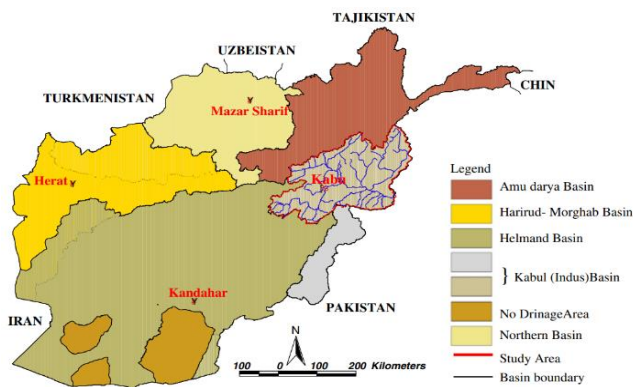 TAJIKISTAN
UZBEISTAN
CHIN
TURKMENISTAN
Mazar Sharif
Herat
Kabu
Kandahar
IRAN
PAKISTAN
N
100 0 100 200 Kilometers
Legend
Amu darya Basin
Harirud- Morghab Basin
Helmand Basin
} Kabul (Indus)Basin
No DrinageArea
Northern Basin
Study Area
Basin boundary